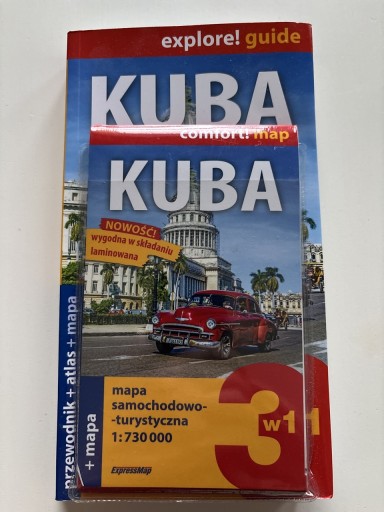 explore! guide
KUBA
comfort! map
KUBA
NOWOŚĆ!
wygodna w składaniu
laminowana
przewodnik + atlas + mapa
+ mapa
mapa
samochodowo-
-turystyczna
1:730 000
3
w1 1
ExpressMap